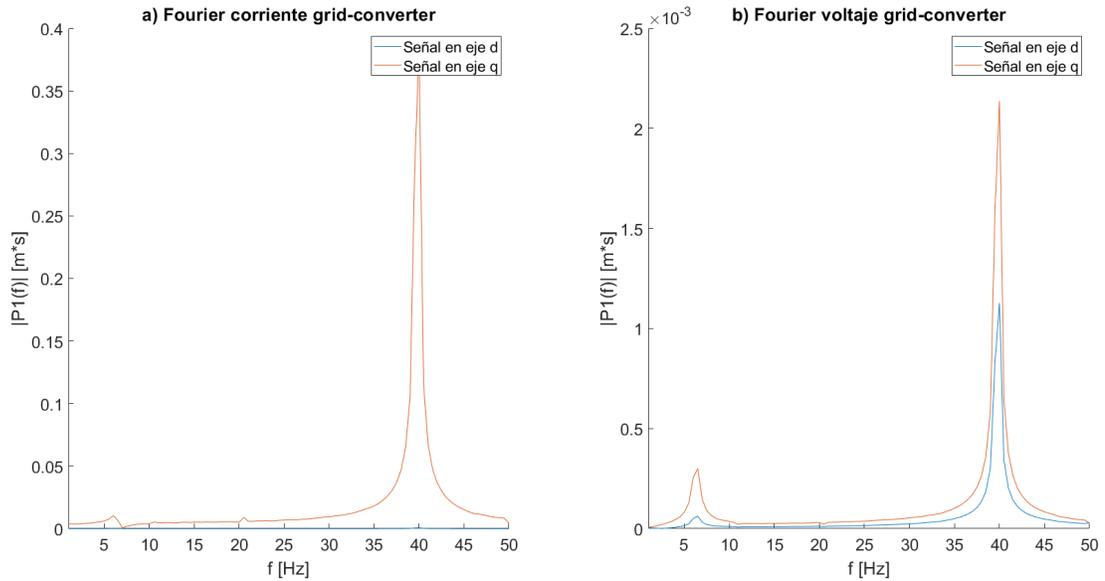 a) Fourier corriente grid-converter
0.4
0.35
0.3
0.25
0.2
0.15
0.1
0.05
0
|P1(f)| [m*s]
5 10 15 20 25 30 35 40 45 50
f [Hz]
Señal en eje d
Señal en eje q
b) Fourier voltaje grid-converter
×10-3
2.5
2
1.5
1
0.5
0
|P1(f)| [m*s]
5 10 15 20 25 30 35 40 45 50
f [Hz]
Señal en eje d
Señal en eje q